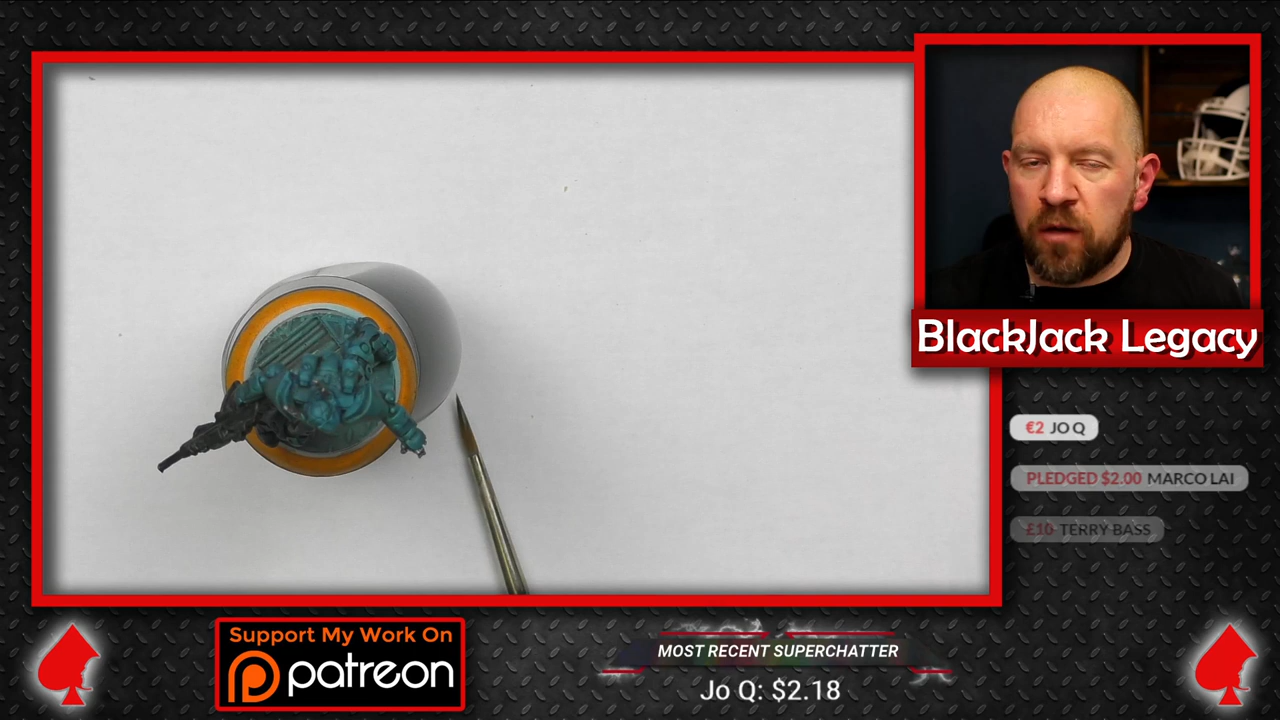 BlackJack Legacy
€2 JO Q
PLEDGED $2.00 MARCO LAI
£10 TERRY BASS
Support My Work On
patreon
MOST RECENT SUPERCHATTER
Jo Q: $2.18